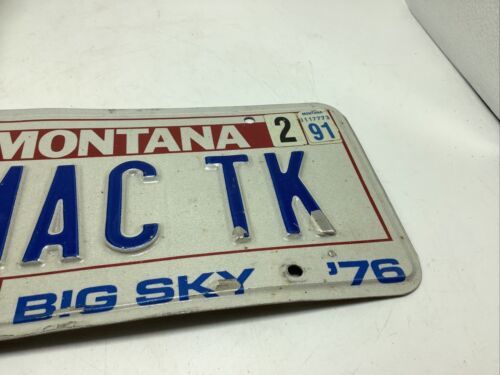 MONTANA 2 91
MAC TK
BIG SKY '76